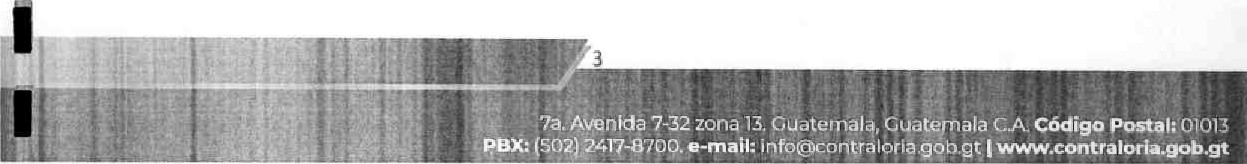 3
7a. Avenida 7-32 zona 13. Guatemala, Guatemala C.A. Código Postal: 01013
PBX: (502) 2417-8700. e-mail: info@contraloria.gob.gt | www.contraloria.gob.gt